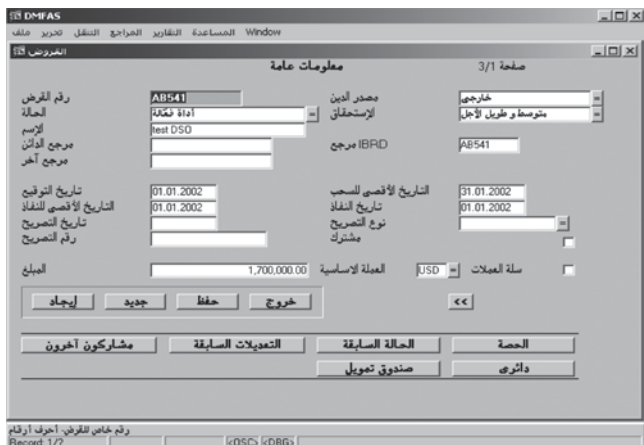 DMFAS
ملف تحرير التنقل المراجع التقارير المساعدة Window
القروض
معلومات عامة صفحة 3/1
رقم القرض AB541 مصدر الدين خارجي
الحالة أداة فعّالة الإستحقاق متوسط و طويل الأجل
الإسم test DSO
مرجع الدائن مرجع IBRD AB541
مرجع آخر
تاريخ التوقيع 01.01.2002 التاريخ الأقصى للسحب 31.01.2002
التاريخ الأقصى للنفاذ 01.01.2002 تاريخ النفاذ 01.01.2002
تاريخ التصريح نوع التصريح
رقم التصريح مشترك
المبلغ 1,700,000.00 العملة الاساسية USD سلة العملات
إيجاد جديد حفظ خروج >>
مشاركون آخرون التعديلات السابقة الحالة السابقة الحصة
صندوق تمويل دائرى
رقم خاص للقرض- أحرف أرقام
Record: 1/? <OSC> <DBG>